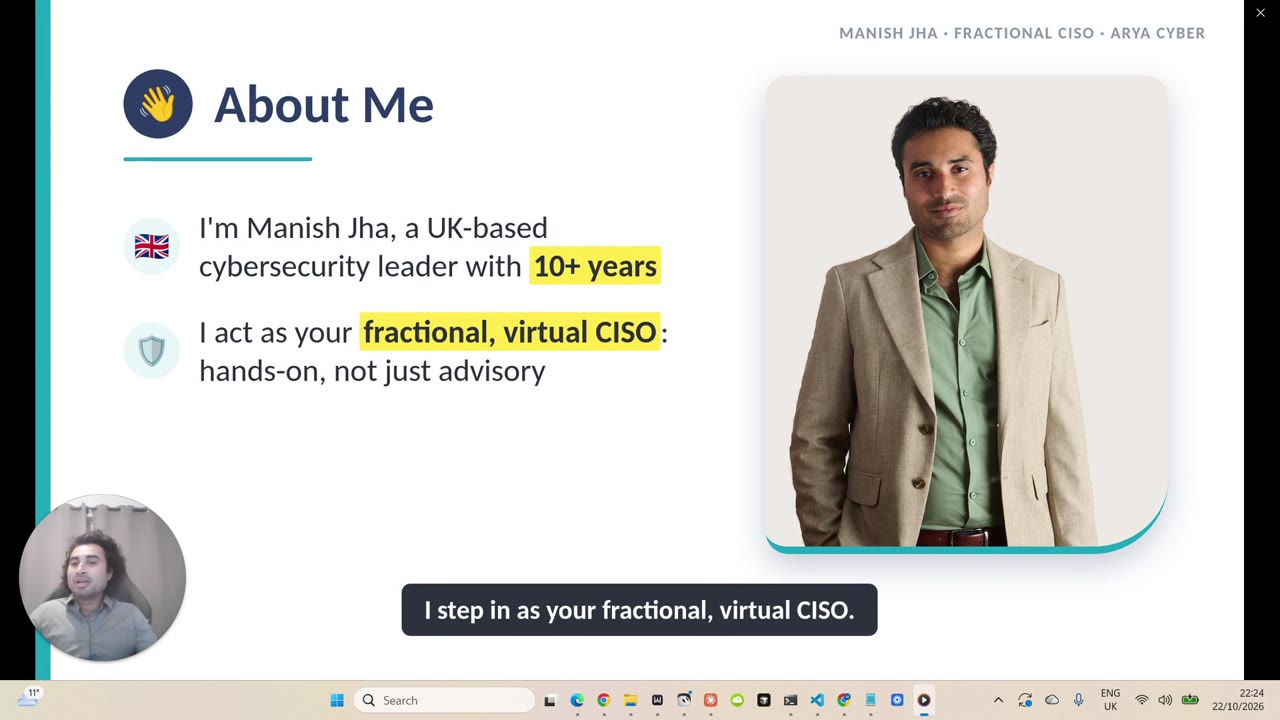 MANISH JHA · FRACTIONAL CISO · ARYA CYBER
About Me
I'm Manish Jha, a UK-based
cybersecurity leader with 10+ years
I act as your fractional, virtual CISO:
hands-on, not just advisory
I step in as your fractional, virtual CISO.
11°
Search
ENG
UK
22:24
22/10/2026